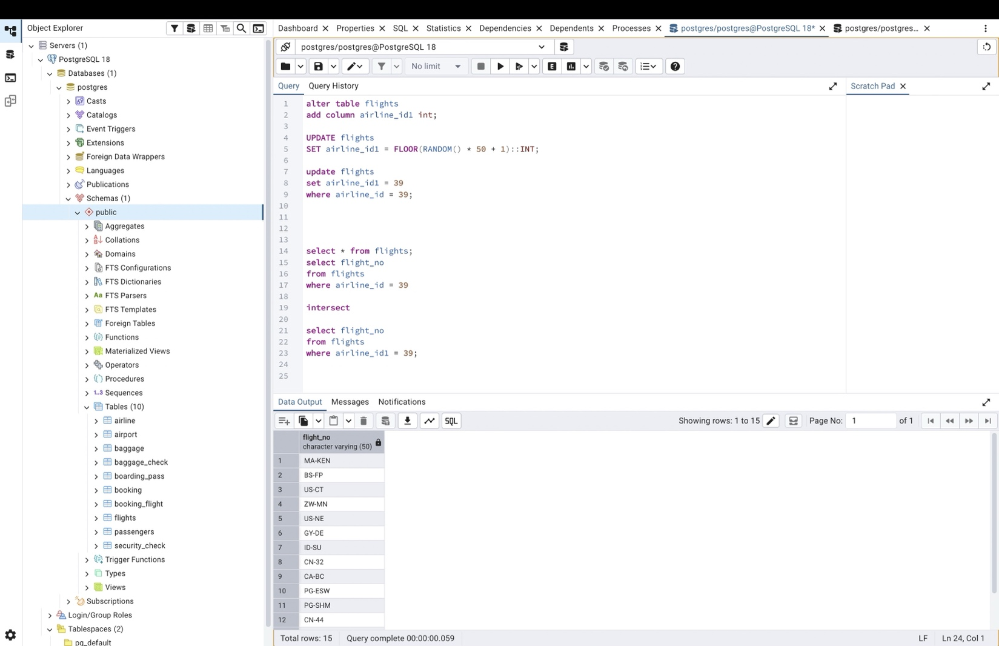 Object Explorer
Servers (1)
PostgreSQL 18
Databases (1)
postgres
Casts
Catalogs
Event Triggers
Extensions
Foreign Data Wrappers
Languages
Publications
Schemas (1)
public
Aggregates
Collations
Domains
FTS Configurations
FTS Dictionaries
Aa FTS Parsers
FTS Templates
Foreign Tables
Functions
Materialized Views
Operators
Procedures
1..3 Sequences
Tables (10)
airline
airport
baggage
baggage_check
boarding_pass
booking
booking_flight
flights
passengers
security_check
Trigger Functions
Types
Views
Subscriptions
Login/Group Roles
Tablespaces (2)
pg_default
Dashboard Properties SQL Statistics Dependencies Dependents Processes postgres/postgres@PostgreSQL 18* postgres/postgres...
postgres/postgres@PostgreSQL 18
No limit E
Query Query History
Scratch Pad
1 alter table flights
2 add column airline_id1 int;
3
4 UPDATE flights
5 SET airline_id1 = FLOOR(RANDOM() * 50 + 1)::INT;
6
7 update flights
8 set airline_id1 = 39
9 where airline_id = 39;
10
11
12
13
14 select * from flights;
15 select flight_no
16 from flights
17 where airline_id = 39
18
19 intersect
20
21 select flight_no
22 from flights
23 where airline_id1 = 39;
24
25
Data Output Messages Notifications
SQL Showing rows: 1 to 15 Page No: 1 of 1
flight_no
character varying (50)
1 MA-KEN
2 BS-FP
3 US-CT
4 ZW-MN
5 US-NE
6 GY-DE
7 ID-SU
8 CN-32
9 CA-BC
10 PG-ESW
11 PG-SHM
12 CN-44
Total rows: 15 Query complete 00:00:00.059 LF Ln 24, Col 1